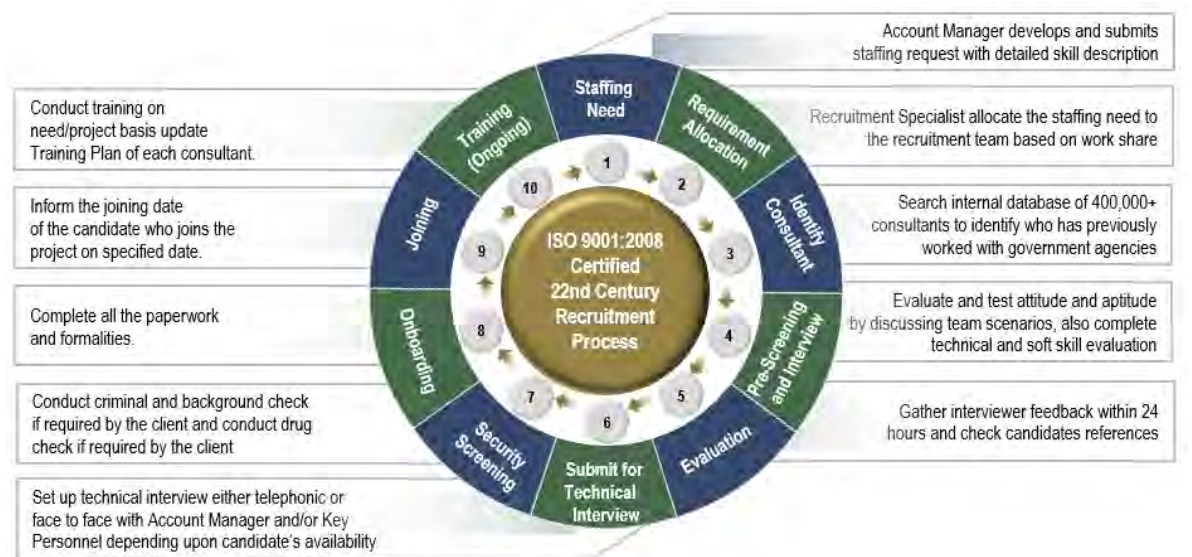 Account Manager develops and submits
staffing request with detailed skill description
Recruitment Specialist allocate the staffing need to
the recruitment team based on work share
Search internal database of 400,000+
consultants to identify who has previously
worked with government agencies
Evaluate and test attitude and aptitude
by discussing team scenarios, also complete
technical and soft skill evaluation
Gather interviewer feedback within 24
hours and check candidates references
Set up technical interview either telephonic or
face to face with Account Manager and/or Key
Personnel depending upon candidate's availability
Conduct criminal and background check
if required by the client and conduct drug
check if required by the client
Complete all the paperwork
and formalities.
Inform the joining date
of the candidate who joins the
project on specified date.
Conduct training on
need/project basis update
Training Plan of each consultant.
Staffing
Need
Requirement
Allocation
Identify
Consultant
Pre-Screening
and Interview
Evaluation
Submit for
Technical
Interview
Security
Screening
Onboarding
Joining
Training
(Ongoing)
1
2
3
4
5
6
7
8
9
10
ISO 9001:2008
Certified
22nd Century
Recruitment
Process